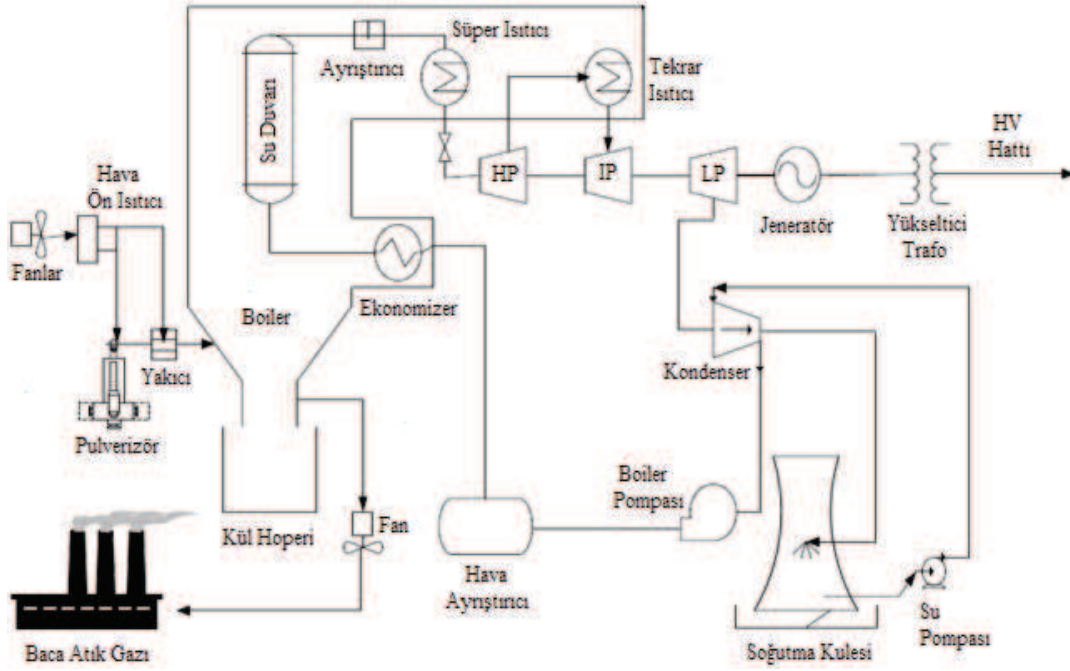 Süper Isıtıcı
Ayrıştırıcı
Tekrar
Isıtıcı
Su Duvarı
HV
Hattı
Hava
Ön Isıtıcı
HP
IP
LP
Jeneratör
Yükseltici
Trafo
Fanlar
Boiler
Ekonomizer
Yakıcı
Kondenser
Pulverizör
Boiler
Pompası
Kül Hoperi
Fan
Hava
Ayrıştırıcı
Su
Pompası
Baca Atık Gazı
Soğutma Kulesi